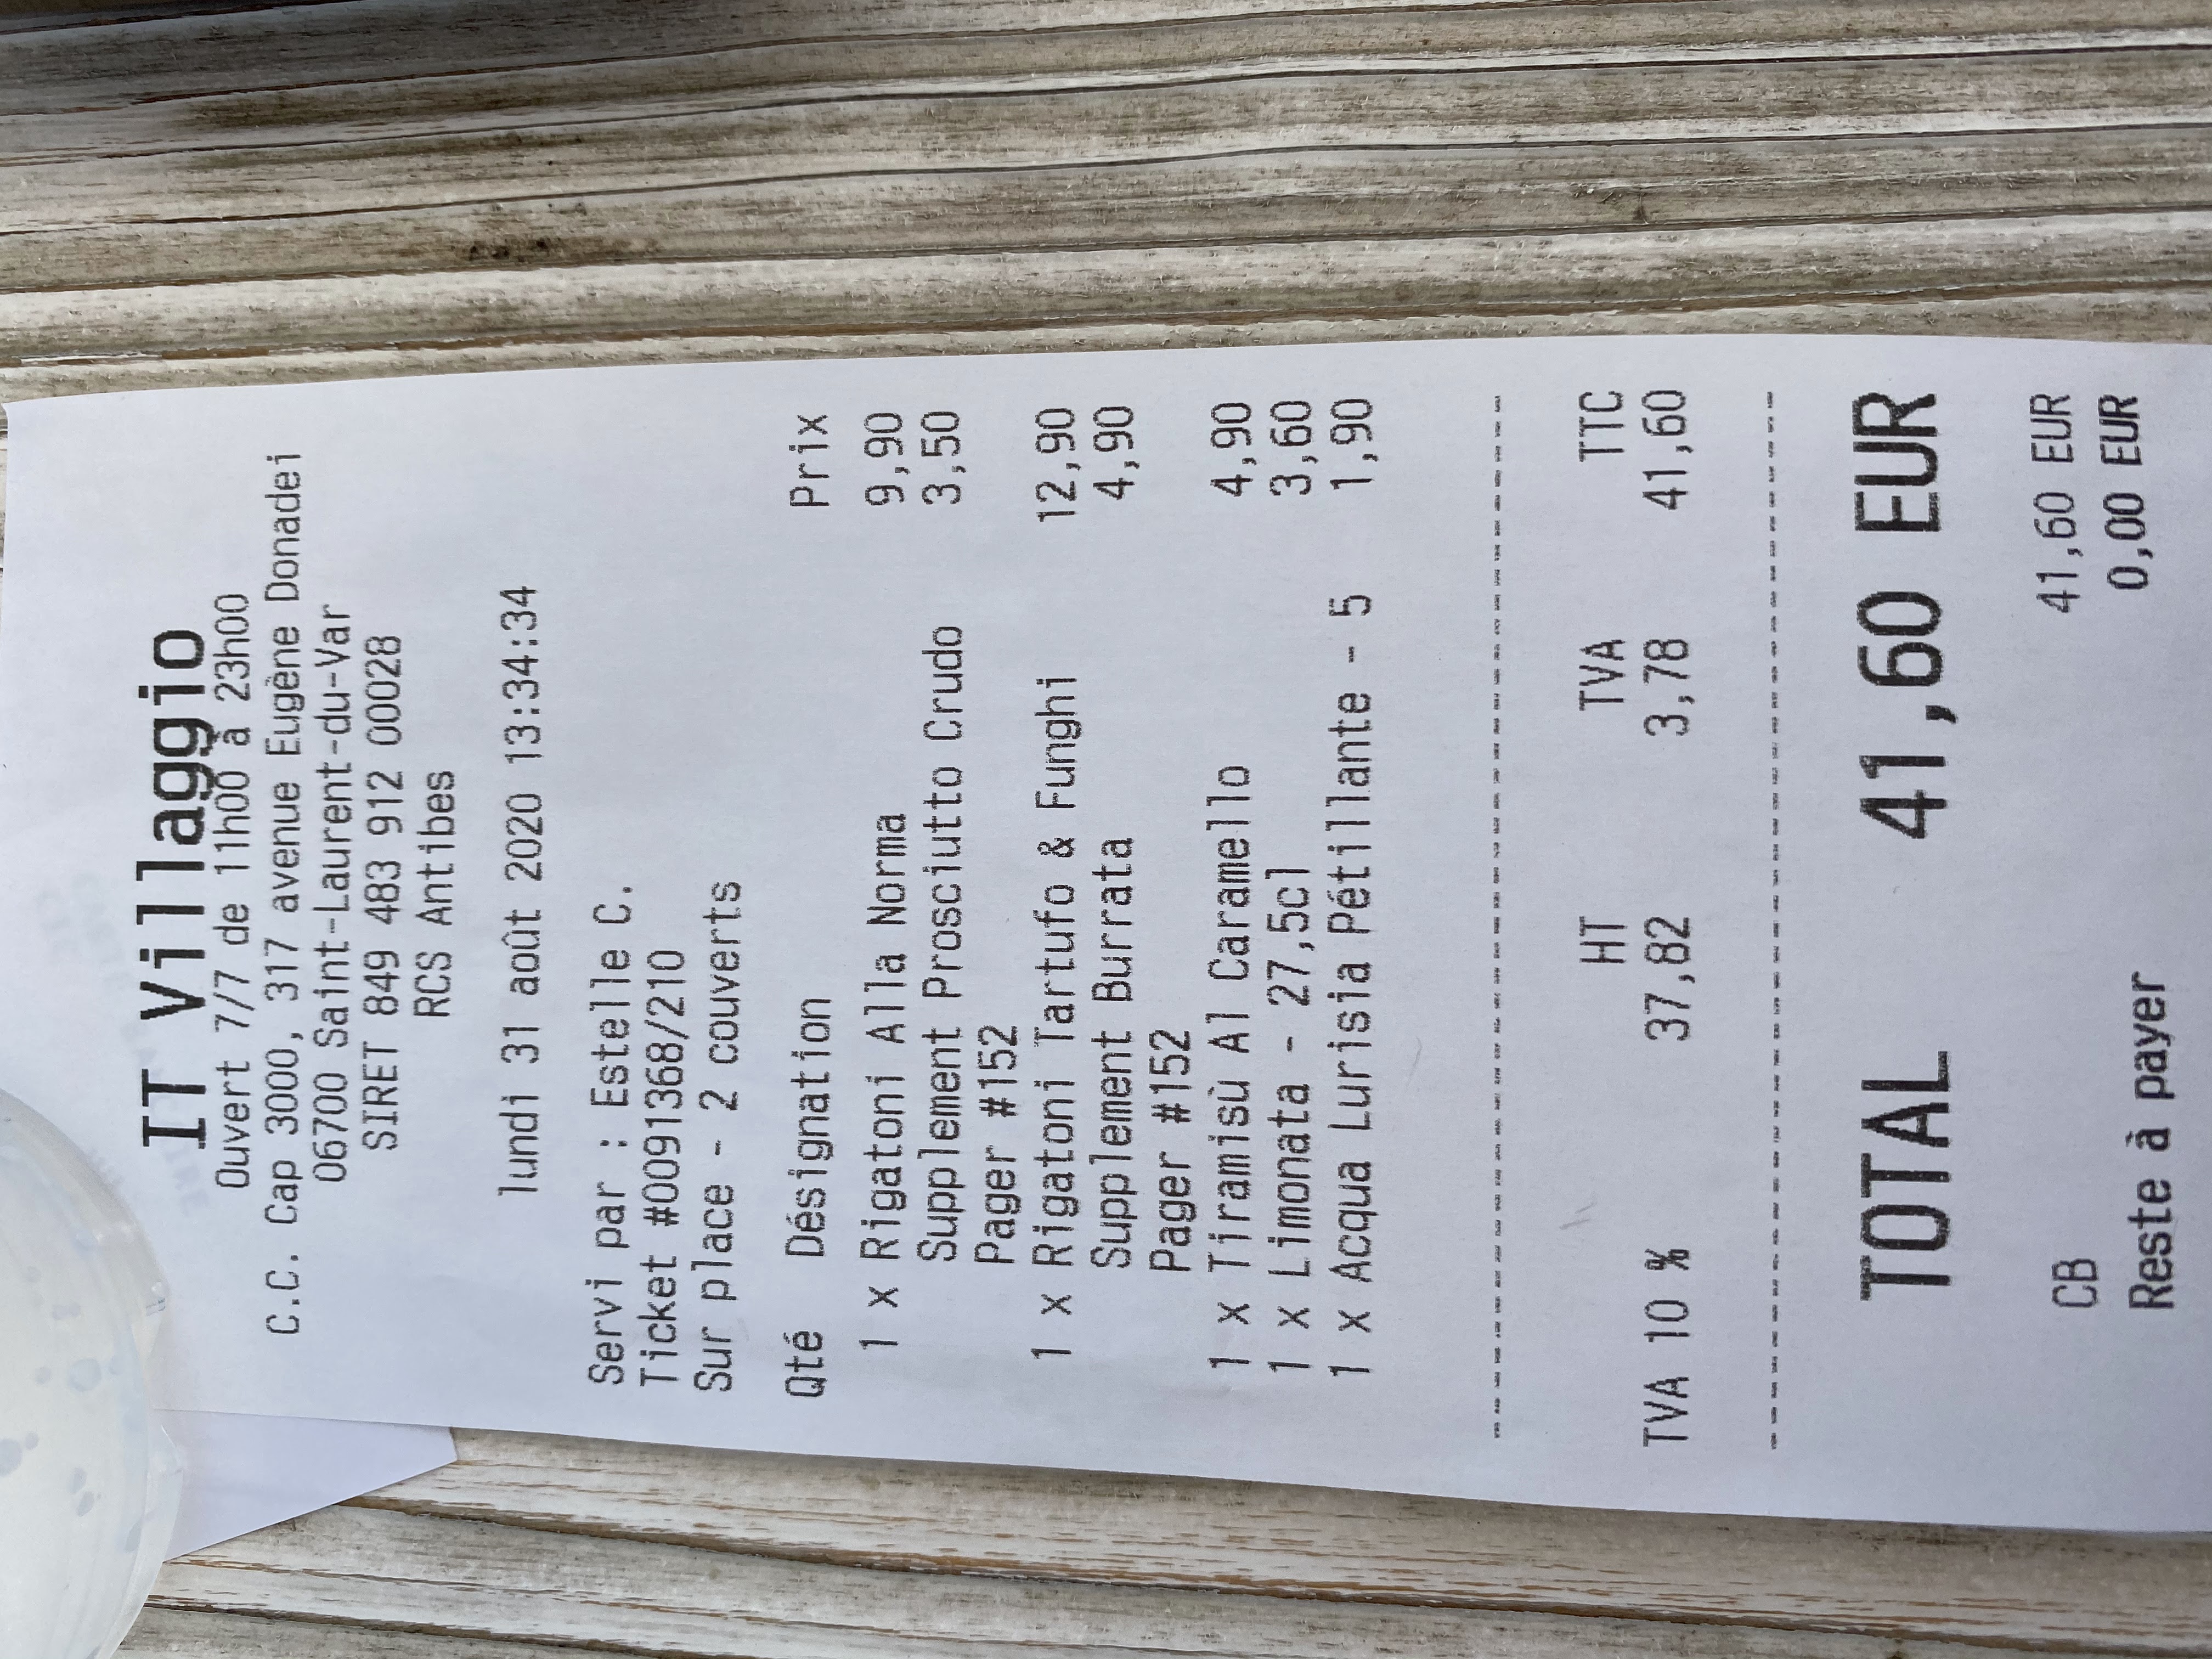 IT Villaggio
Ouvert 7/7 de 11h00 à 23h00
C.C. Cap 3000, 317 avenue Eugène Donadei
06700 Saint-Laurent-du-Var
SIRET 849 483 912 00028
RCS Antibes
lundi 31 août 2020 13:34:34
Servi par : Estelle C.
Ticket #0091368/210
Sur place - 2 couverts
Qté Désignation Prix
1 x Rigatoni Alla Norma 9,90
Supplement Prosciutto Crudo 3,50
Pager #152
1 x Rigatoni Tartufo & Funghi 12,90
Supplement Burrata 4,90
Pager #152
1 x Tiramisù Al Caramello 4,90
1 x Limonata - 27,5cl 3,60
1 x Acqua Lurisia Pétillante - 5 1,90
HT TVA TTC
TVA 10 % 37,82 3,78 41,60
TOTAL 41,60 EUR
CB 41,60 EUR
Reste à payer 0,00 EUR